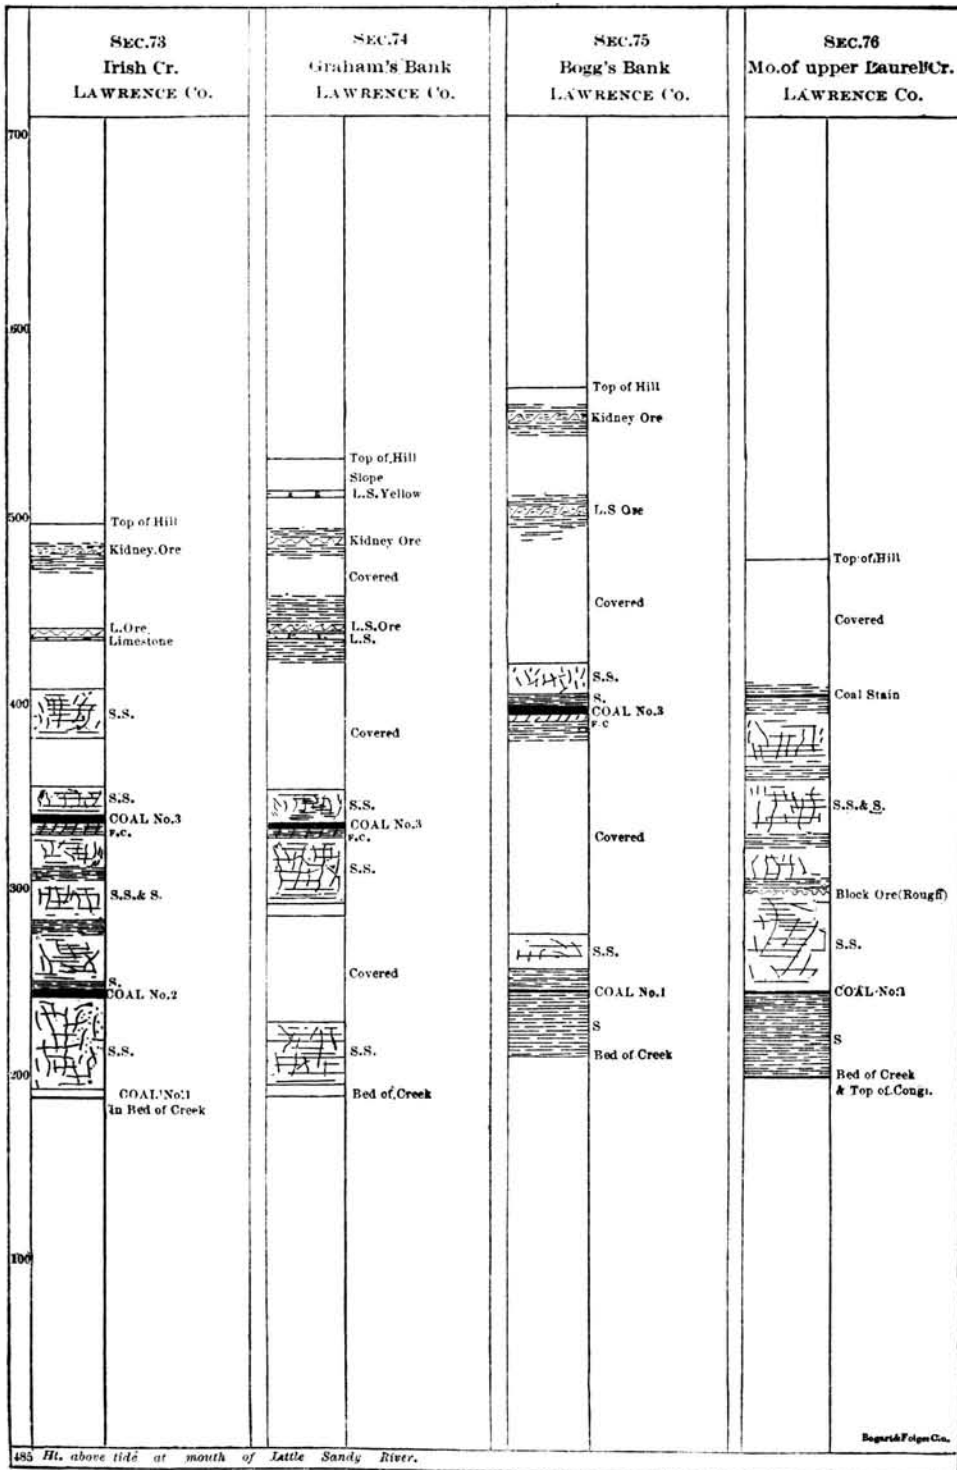 SEC.73
Irish Cr.
LAWRENCE CO.
700
600
500
400
300
200
100
Top of Hill
Kidney Ore
L.Ore
Limestone
S.S.
S.S.
COAL No.3
F.C.
S.S.& S.
S.
COAL No.2
S.S.
COAL No.1
In Bed of Creek
SEC.74
Graham's Bank
LAWRENCE CO.
Top of Hill
Slope
L.S.Yellow
Kidney Ore
Covered
L.S.Ore
L.S.
Covered
S.S.
COAL No.3
F.C.
S.S.
Covered
S.S.
Bed of Creek
SEC.75
Bogg's Bank
LAWRENCE CO.
Top of Hill
Kidney Ore
L.S Ore
Covered
S.S.
S.
COAL No.3
F.C
Covered
S.S.
COAL No.1
S
Bed of Creek
SEC.76
Mo.of upper Laurel Cr.
LAWRENCE CO.
Top of Hill
Covered
Coal Stain
S.S.& S.
Block Ore(Rough)
S.S.
COAL No.1
S
Bed of Creek
& Top of Congl.
485 Ht. above tide at mouth of Little Sandy River.